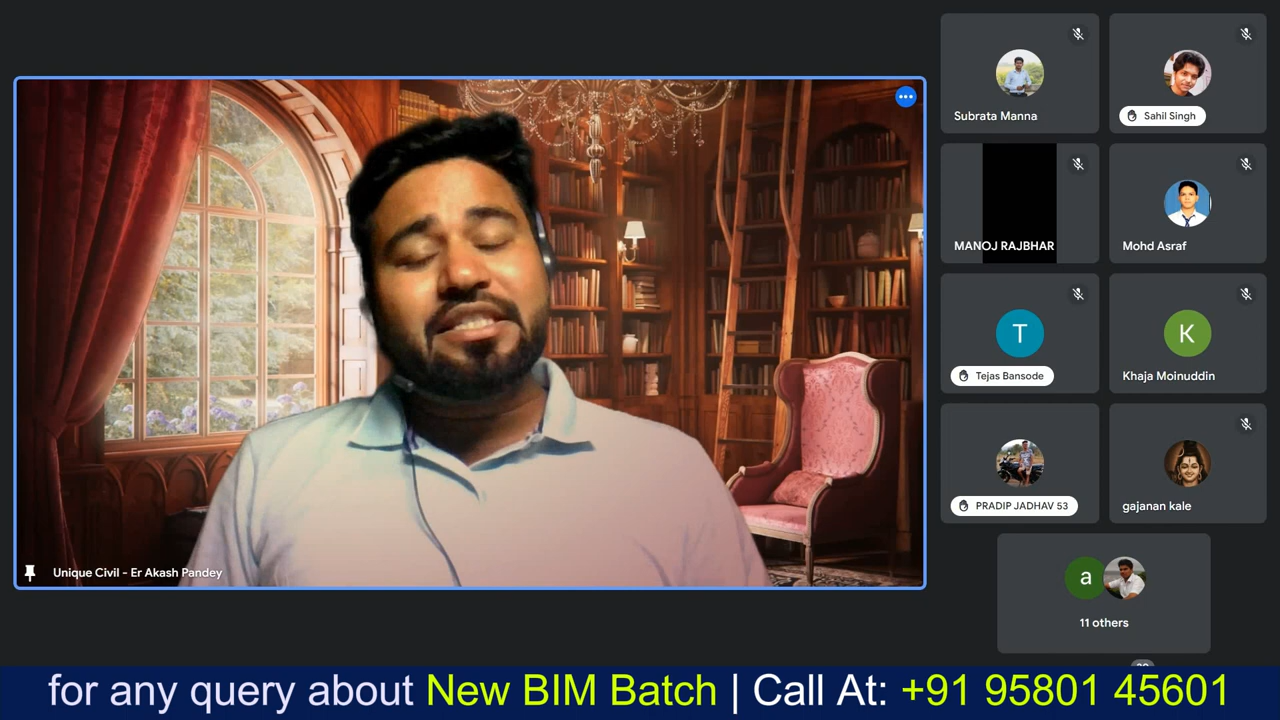 Subrata Manna
Sahil Singh
MANOJ RAJBHAR
Mohd Asraf
T
Tejas Bansode
K
Khaja Moinuddin
PRADIP JADHAV 53
gajanan kale
Unique Civil - Er Akash Pandey
a
11 others
for any query about New BIM Batch | Call At: +91 95801 45601